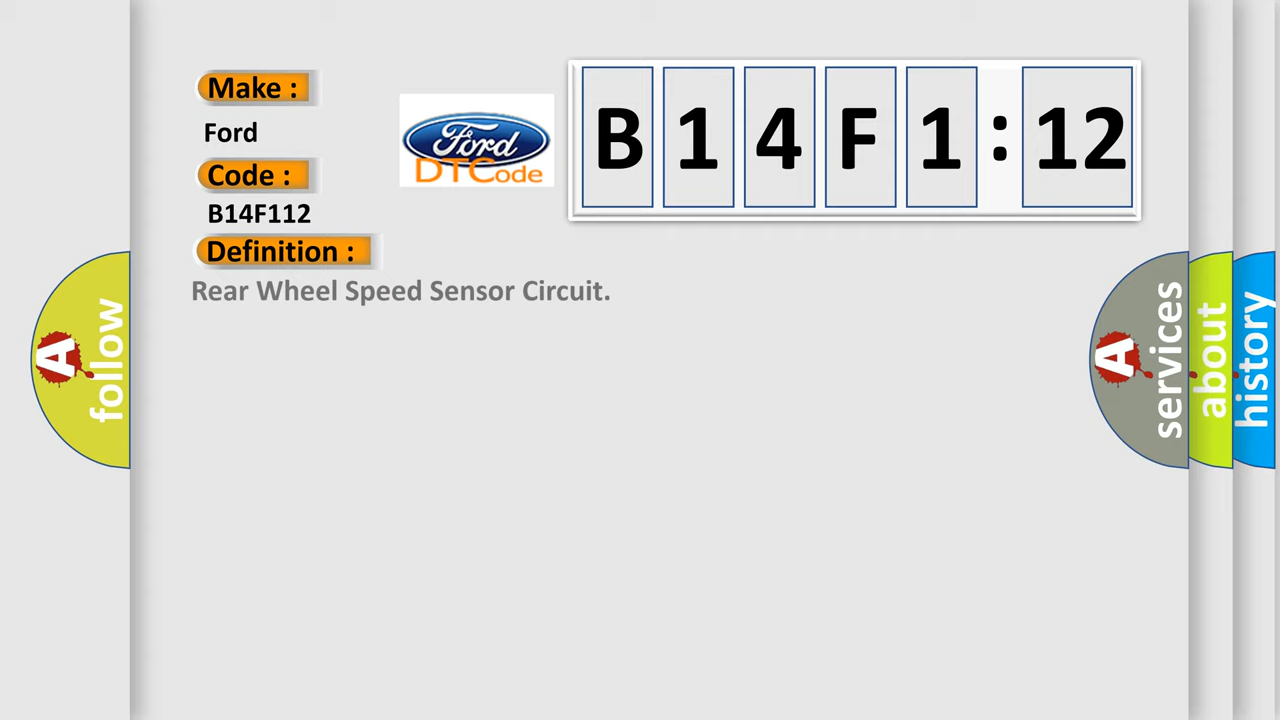 Make :
Ford
Code :
B14F112
Definition :
Rear Wheel Speed Sensor Circuit.
Ford
DTCode
B 1 4 F 1 : 12
A follow
A services
about
history